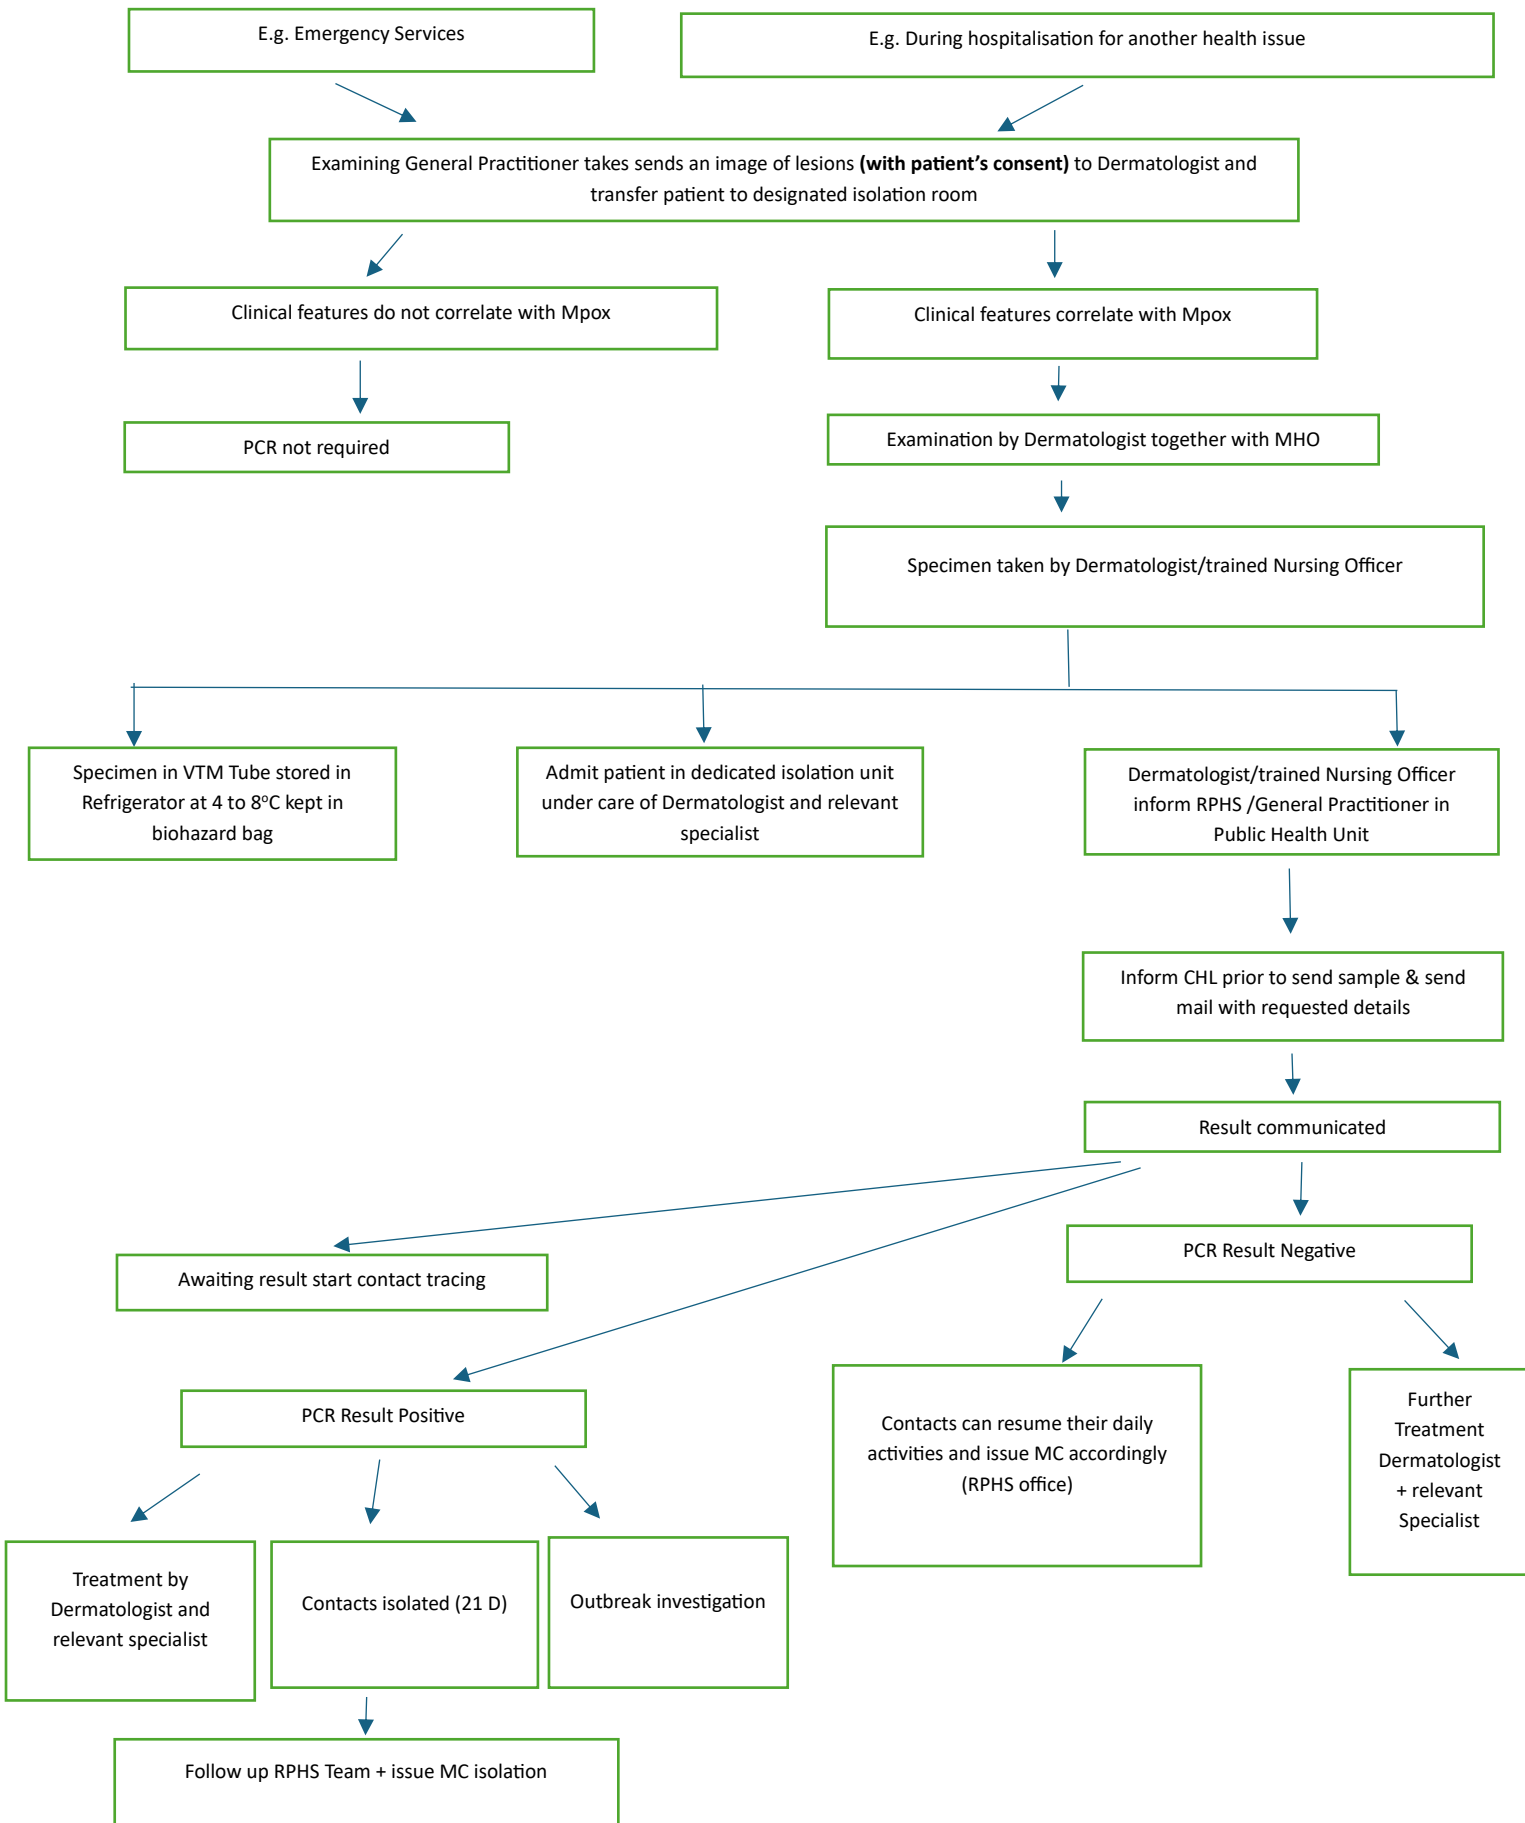 E.g. Emergency Services
E.g. During hospitalisation for another health issue
Examining General Practitioner takes sends an image of lesions (with patient's consent) to Dermatologist and
transfer patient to designated isolation room
Clinical features do not correlate with Mpox
Clinical features correlate with Mpox
PCR not required
Examination by Dermatologist together with MHO
Specimen taken by Dermatologist/trained Nursing Officer
Specimen in VTM Tube stored in
Refrigerator at 4 to 8°C kept in
biohazard bag
Admit patient in dedicated isolation unit
under care of Dermatologist and relevant
specialist
Dermatologist/trained Nursing Officer
inform RPHS /General Practitioner in
Public Health Unit
Inform CHL prior to send sample & send
mail with requested details
Result communicated
Awaiting result start contact tracing
PCR Result Negative
PCR Result Positive
Contacts can resume their daily
activities and issue MC accordingly
(RPHS office)
Further
Treatment
Dermatologist
+ relevant
Specialist
Treatment by
Dermatologist and
relevant specialist
Contacts isolated (21 D)
Outbreak investigation
Follow up RPHS Team + issue MC isolation